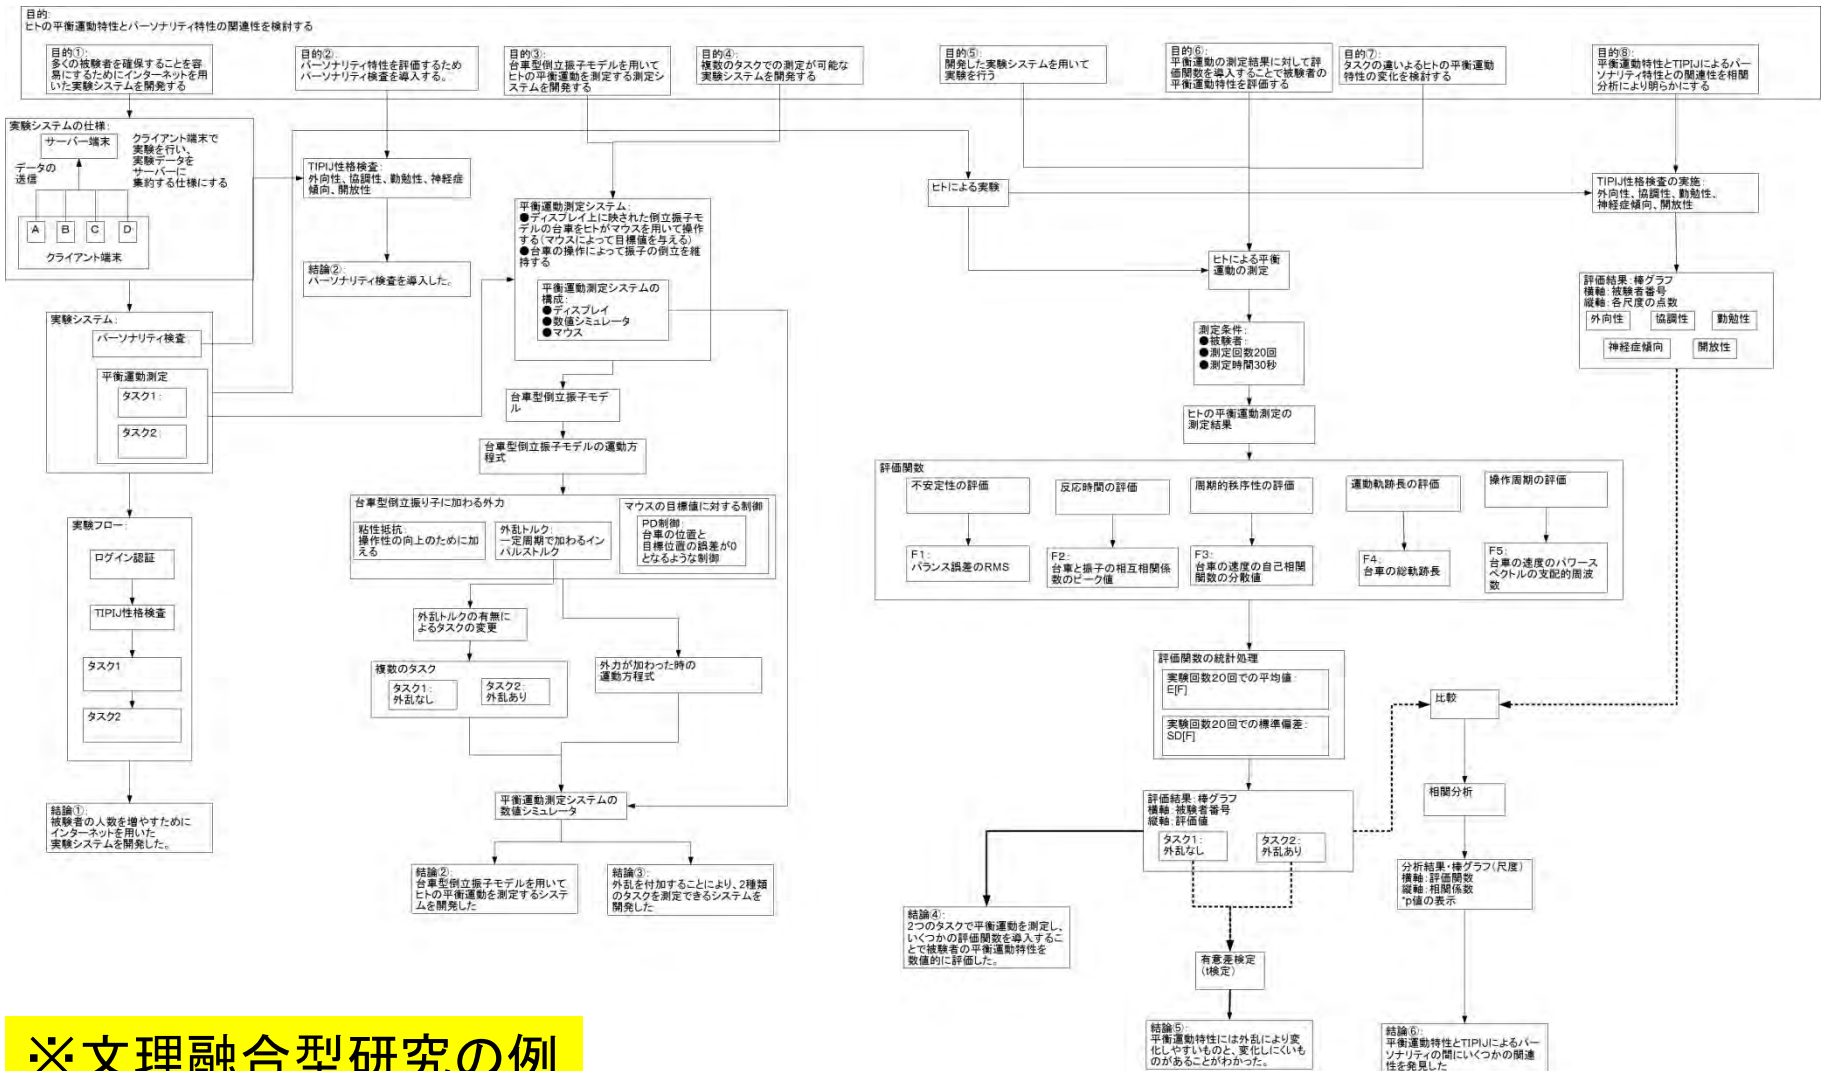 目的:
ヒトの平衡運動特性とパーソナリティ特性の関連性を検討する
目的①:
多くの被験者を確保することを容
易にするためにインターネットを用
いた実験システムを開発する
目的②:
パーソナリティ特性を評価するため
パーソナリティ検査を導入する。
目的③:
台車型倒立振子モデルを用いて
ヒトの平衡運動を測定する測定シ
ステムを開発する
目的④:
複数のタスクでの測定が可能な
実験システムを開発する
目的⑤:
開発した実験システムを用いて
実験を行う
目的⑥:
平衡運動の測定結果に対して評
価関数を導入することで被験者の
平衡運動特性を評価する
目的⑦:
タスクの違いよるヒトの平衡運動
特性の変化を検討する
目的⑧:
平衡運動特性とTIPIJによるパー
ソナリティ特性との関連性を相関
分析により明らかにする
実験システムの仕様:
サーバー端末
データの
送信
クライアント端末で
実験を行い、
実験データを
サーバーに
集約する仕様にする
A
B
C
D
クライアント端末
実験システム:
パーソナリティ検査
平衡運動測定
タスク1:
タスク2:
実験フロー:
ログイン認証
TIPIJ性格検査
タスク1
タスク2
結論①:
被験者の人数を増やすために
インターネットを用いた
実験システムを開発した。
TIPIJ性格検査:
外向性、協調性、勤勉性、神経症
傾向、開放性
結論②:
パーソナリティ検査を導入した。
平衡運動測定システム:
●ディスプレイ上に映された倒立振子モ
デルの台車をヒトがマウスを用いて操作
する(マウスによって目標値を与える)
●台車の操作によって振子の倒立を維
持する
平衡運動測定システムの
構成:
●ディスプレイ
●数値シミュレータ
●マウス
台車型倒立振子モデ
ル
台車型倒立振子モデルの運動方
程式
台車型倒立振り子に加わる外力
粘性抵抗:
操作性の向上のために加
える
外乱トルク:
一定周期で加わるイン
パルストルク
マウスの目標値に対する制御
PD制御:
台車の位置と
目標位置の誤差が0
となるような制御
外乱トルクの有無に
よるタスクの変更
複数のタスク
タスク1:
外乱なし
タスク2:
外乱あり
外力が加わった時の
運動方程式
平衡運動測定システムの
数値シミュレータ
結論②:
台車型倒立振子モデルを用いて
ヒトの平衡運動を測定するシステ
ムを開発した
結論③:
外乱を付加することにより、2種類
のタスクを測定できるシステムを
開発した
ヒトによる実験
ヒトによる平衡
運動の測定
測定条件:
●被験者:
●測定回数20回
●測定時間30秒
ヒトの平衡運動測定の
測定結果
評価関数
不安定性の評価
反応時間の評価
周期的秩序性の評価
運動軌跡長の評価
操作周期の評価
F1:
バランス誤差のRMS
F2:
台車と振子の相互相関係
数のピーク値
F3:
台車の速度の自己相関
関数の分散値
F4:
台車の総軌跡長
F5:
台車の速度のパワース
ペクトルの支配的周波
数
評価関数の統計処理
実験回数20回での平均値:
E[F]
実験回数20回での標準偏差:
SD[F]
評価結果:棒グラフ
横軸:被験者番号
縦軸:評価値
タスク1:
外乱なし
タスク2:
外乱あり
結論④:
2つのタスクで平衡運動を測定し、
いくつかの評価関数を導入するこ
とで被験者の平衡運動特性を
数値的に評価した。
有意差検定
(t検定)
結論⑤:
平衡運動特性には外乱により変
化しやすいものと、変化しにくいも
のがあることがわかった。
TIPIJ性格検査の実施:
外向性、協調性、勤勉性、
神経症傾向、開放性
評価結果:棒グラフ
横軸:被験者番号
縦軸:各尺度の点数
外向性
協調性
勤勉性
神経症傾向
開放性
比較
相関分析
分析結果・棒グラフ(尺度)
横軸:評価関数
縦軸:相関係数
*p値の表示
結論⑥:
平衡運動特性とTIPIJによるパー
ソナリティの間にいくつかの関連
性を発見した
※文理融合型研究の例